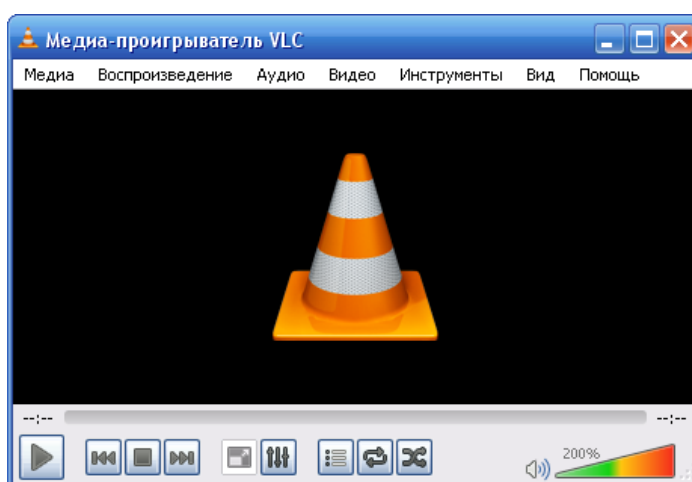 Медиа-проигрыватель VLC
Медиа Воспроизведение Аудио Видео Инструменты Вид Помощь
--:-- --:--
200%